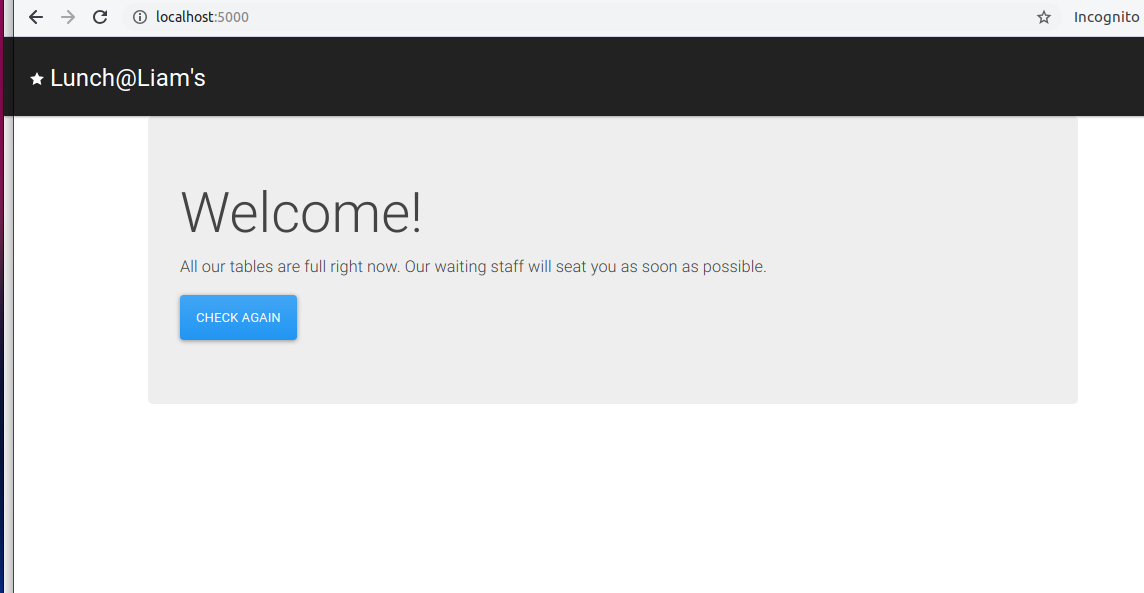 localhost:5000
Incognito
Lunch@Liam's
Welcome!
All our tables are full right now. Our waiting staff will seat you as soon as possible.
CHECK AGAIN